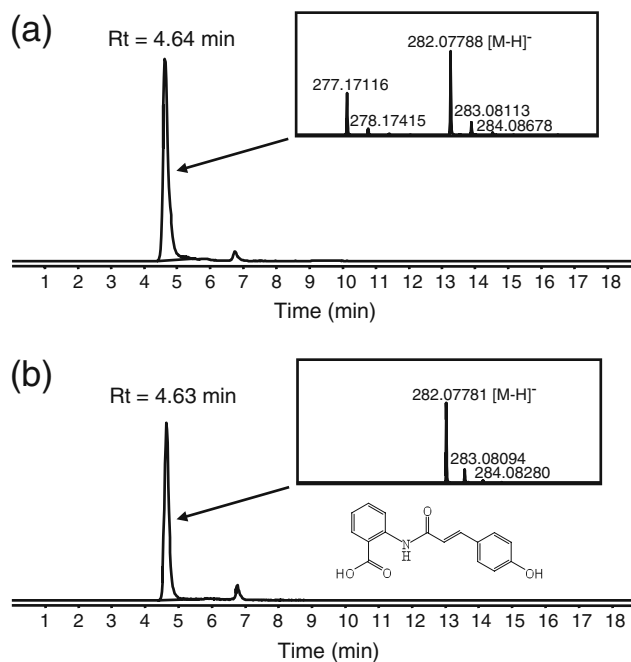 (a)
Rt = 4.64 min
282.07788 [M-H]⁻
277.17116
283.08113
278.17415
284.08678
1 2 3 4 5 6 7 8 9 10 11 12 13 14 15 16 17 18
Time (min)
(b)
Rt = 4.63 min
282.07781 [M-H]⁻
283.08094
284.08280
O
N
H
HO
O
OH
1 2 3 4 5 6 7 8 9 10 11 12 13 14 15 16 17 18
Time (min)